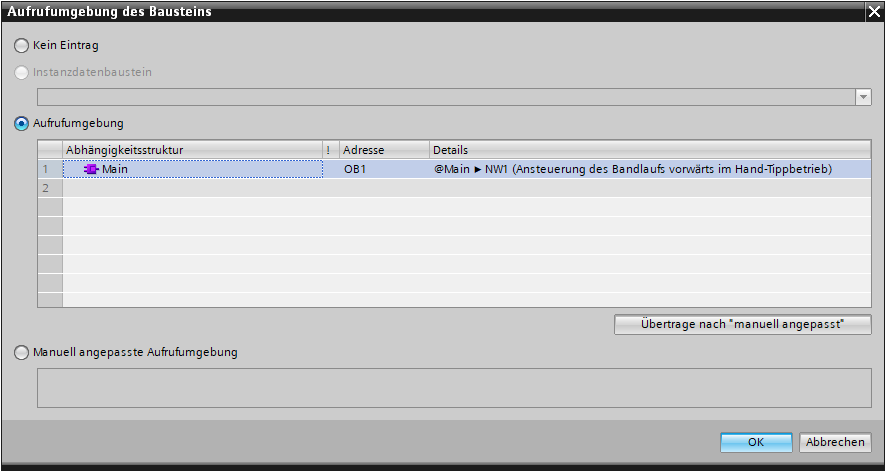 Aufrufumgebung des Bausteins
Kein Eintrag
Instanzdatenbaustein
Aufrufumgebung
Abhängigkeitsstruktur ! Adresse Details
1 Main OB1 @Main ▶ NW1 (Ansteuerung des Bandlaufs vorwärts im Hand-Tippbetrieb)
2
Übertrage nach "manuell angepasst"
Manuell angepasste Aufrufumgebung
OK Abbrechen